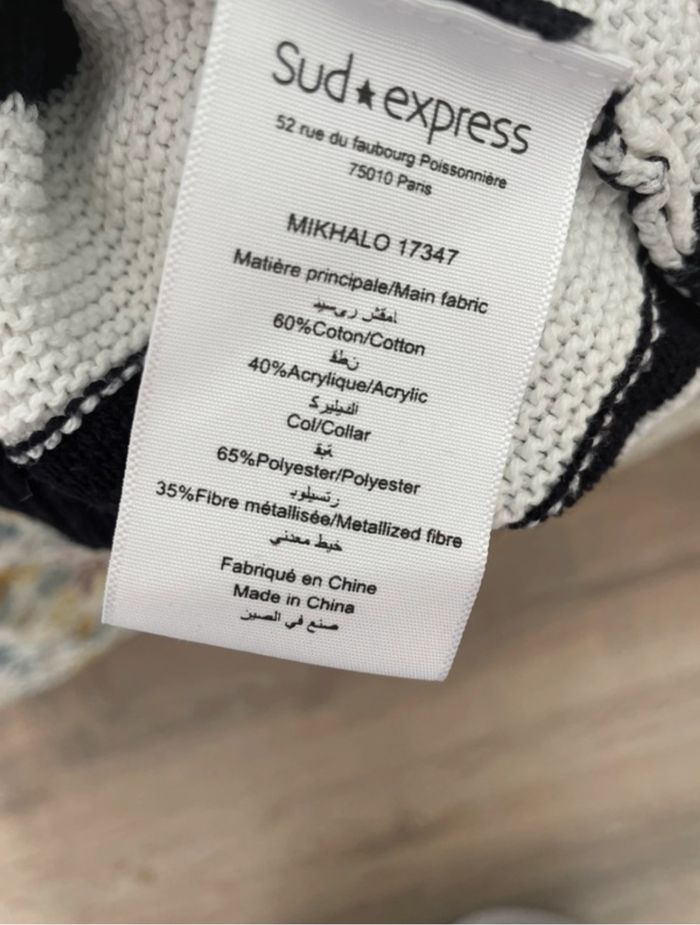 Sud★express
52 rue du faubourg Poissonnière
75010 Paris
MIKHALO 17347
Matière principale/Main fabric
60%Coton/Cotton
40%Acrylique/Acrylic
Col/Collar
65%Polyester/Polyester
35%Fibre métallisée/Metallized fibre
خيط معدني
Fabriqué en Chine
Made in China
صنع في الصين